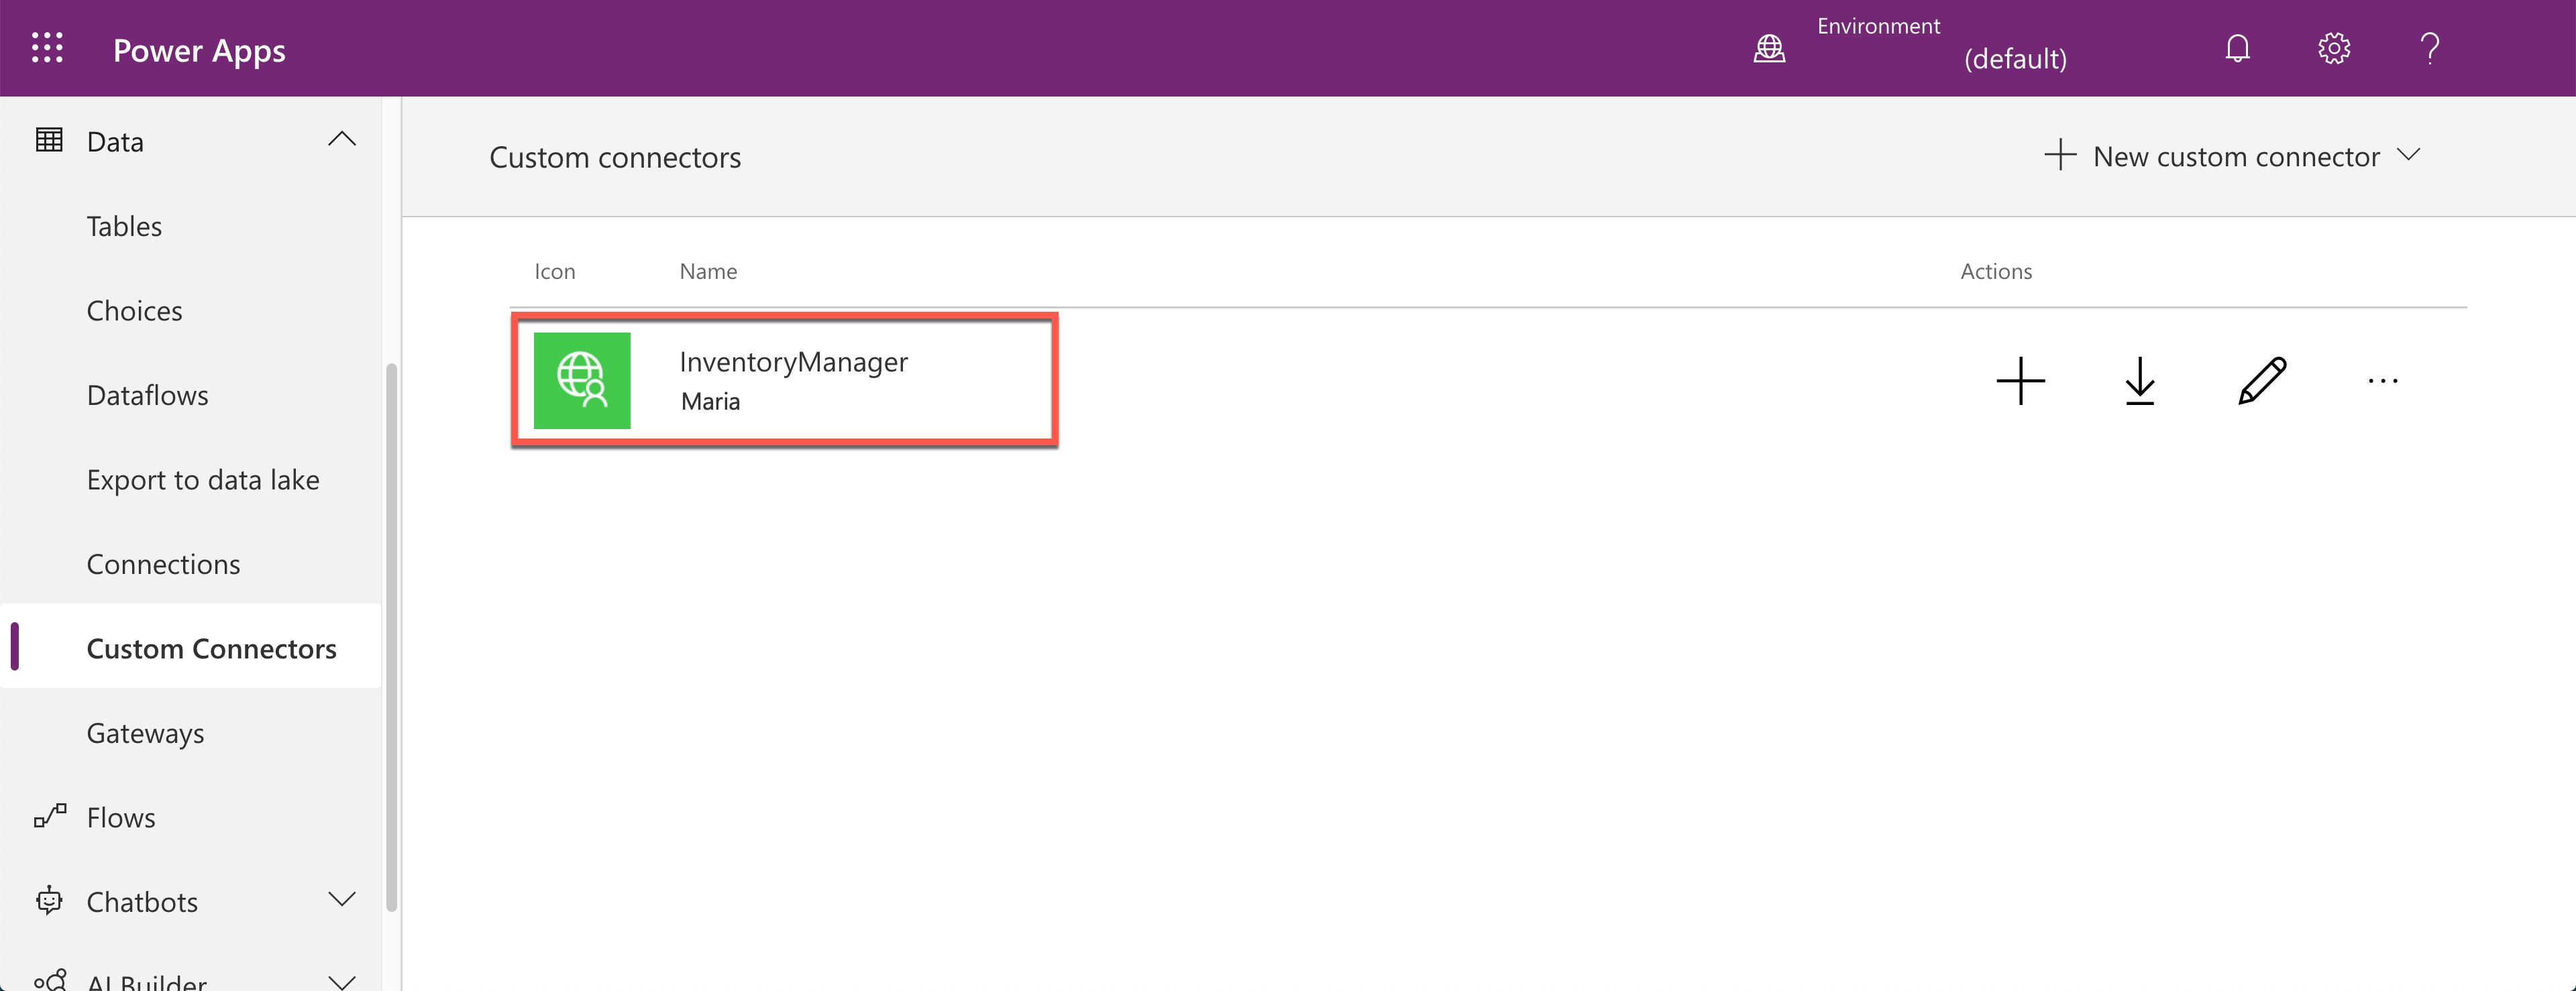 Power Apps
Environment
(default)
Data
Tables
Choices
Dataflows
Export to data lake
Connections
Custom Connectors
Gateways
Flows
Chatbots
AI Builder
Custom connectors
New custom connector
Icon
Name
Actions
InventoryManager
Maria